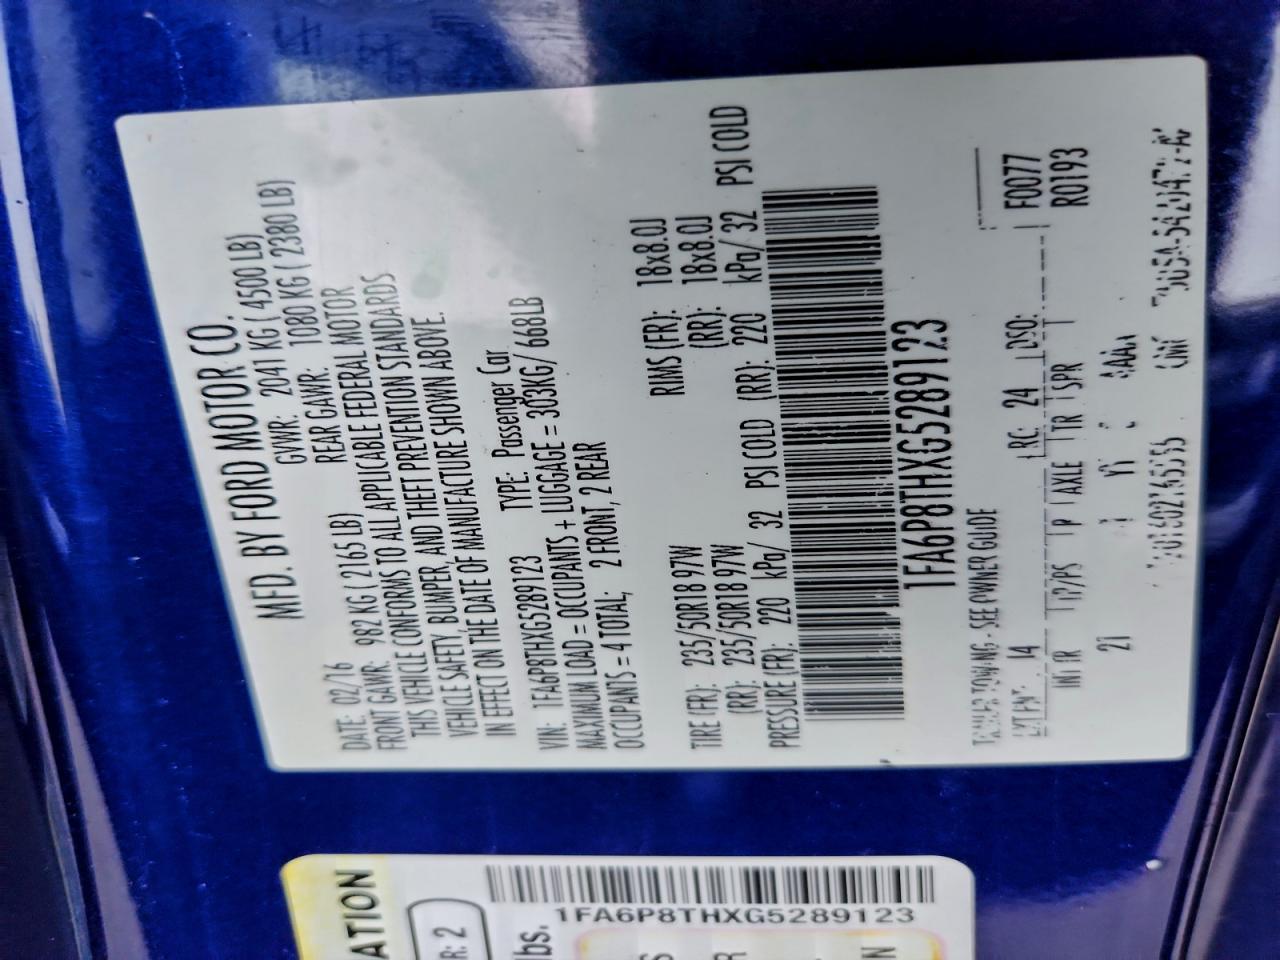 MFD. BY FORD MOTOR CO.
DATE: 02/16 GVWR: 2041 KG ( 4500 LB)
FRONT GAWR: 982 KG ( 2165 LB) REAR GAWR: 1080 KG ( 2380 LB)
THIS VEHICLE CONFORMS TO ALL APPLICABLE FEDERAL MOTOR
VEHICLE SAFETY, BUMPER, AND THEFT PREVENTION STANDARDS
IN EFFECT ON THE DATE OF MANUFACTURE SHOWN ABOVE.
VIN: 1FA6P8THXG5289123 TYPE: Passenger Car
MAXIMUM LOAD = OCCUPANTS + LUGGAGE = 303KG/ 668LB
OCCUPANTS = 4 TOTAL; 2 FRONT, 2 REAR
TIRE (FR): 235/50R18 97W RIMS (FR): 18x8.0J
(RR): 235/50R18 97W (RR): 18x8.0J
PRESSURE (FR): 220 kPa/ 32 PSI COLD (RR): 220 kPa/ 32 PSI COLD
1FA6P8THXG5289123
TRAILER TOWING - SEE OWNER GUIDE
14 RC: 24 DSO: F0077
INT TR TP/PS R AXLE TR SPR R0193
21
ATION
R: 2
lbs.
1FA6P8THXG5289123